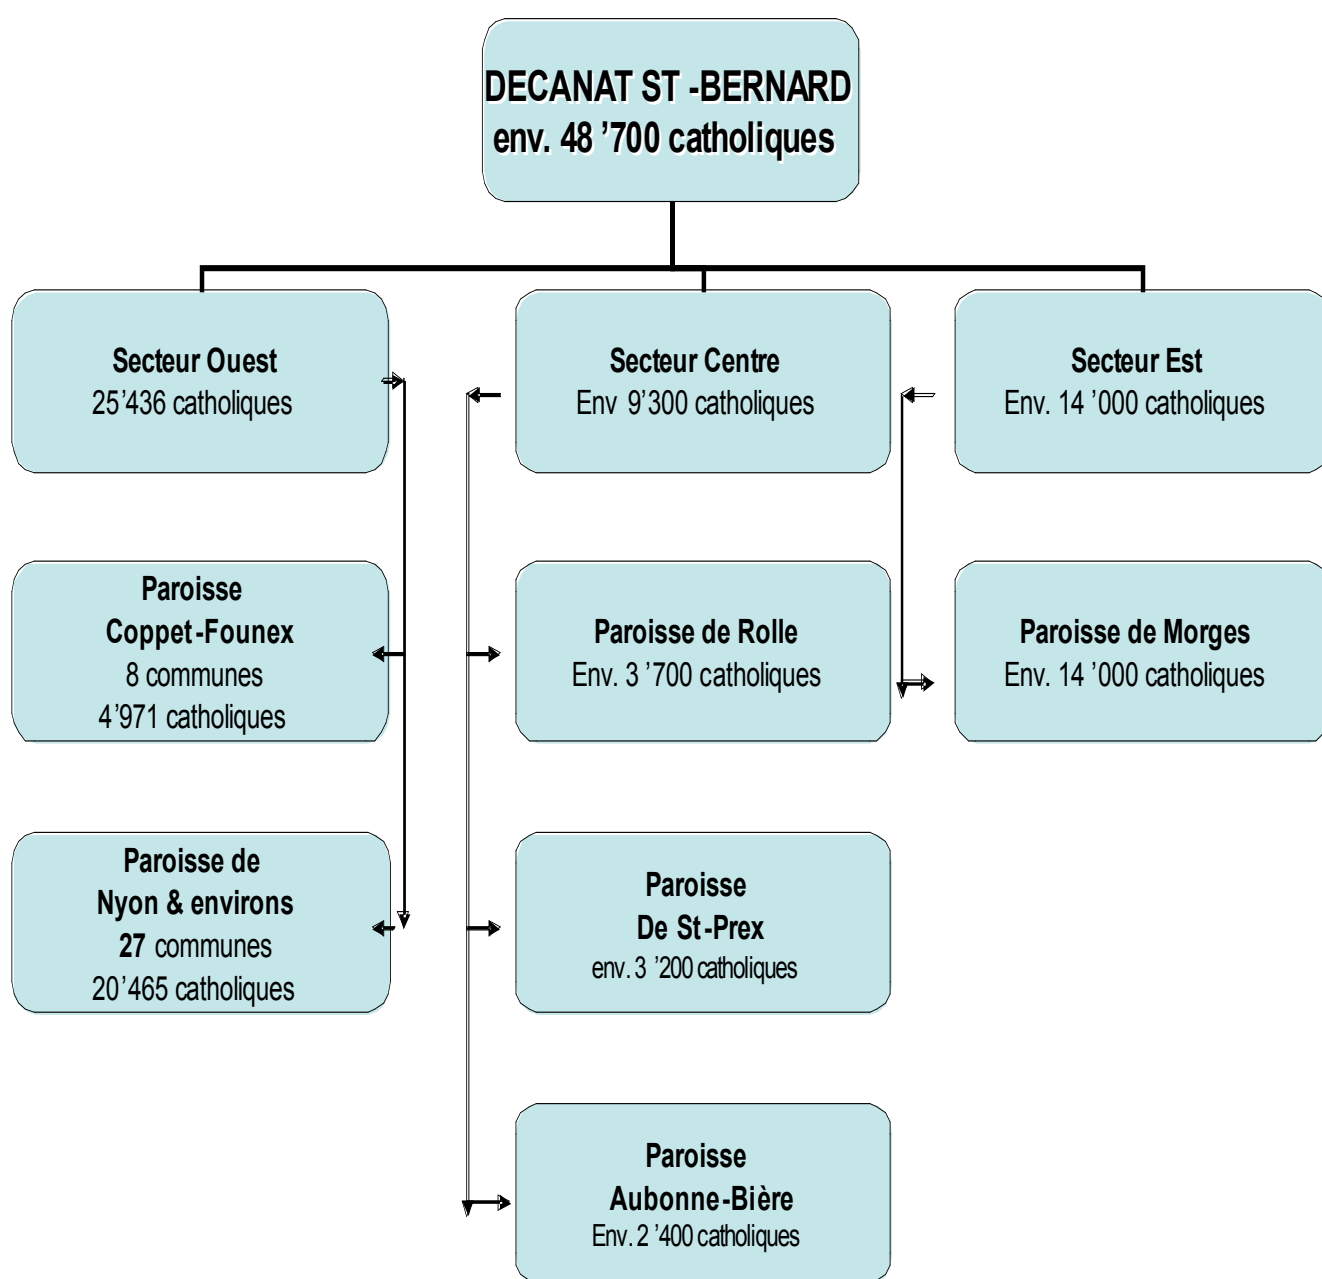 DECANAT ST -BERNARD
env. 48 ’700 catholiques
Secteur Ouest
25’436 catholiques
Secteur Centre
Env 9’300 catholiques
Secteur Est
Env. 14 ’000 catholiques
Paroisse
Coppet-Founex
8 communes
4’971 catholiques
Paroisse de Rolle
Env. 3 ’700 catholiques
Paroisse de Morges
Env. 14 ’000 catholiques
Paroisse de
Nyon & environs
27 communes
20’465 catholiques
Paroisse
De St-Prex
env. 3 ’200 catholiques
Paroisse
Aubonne-Bière
Env. 2 ’400 catholiques